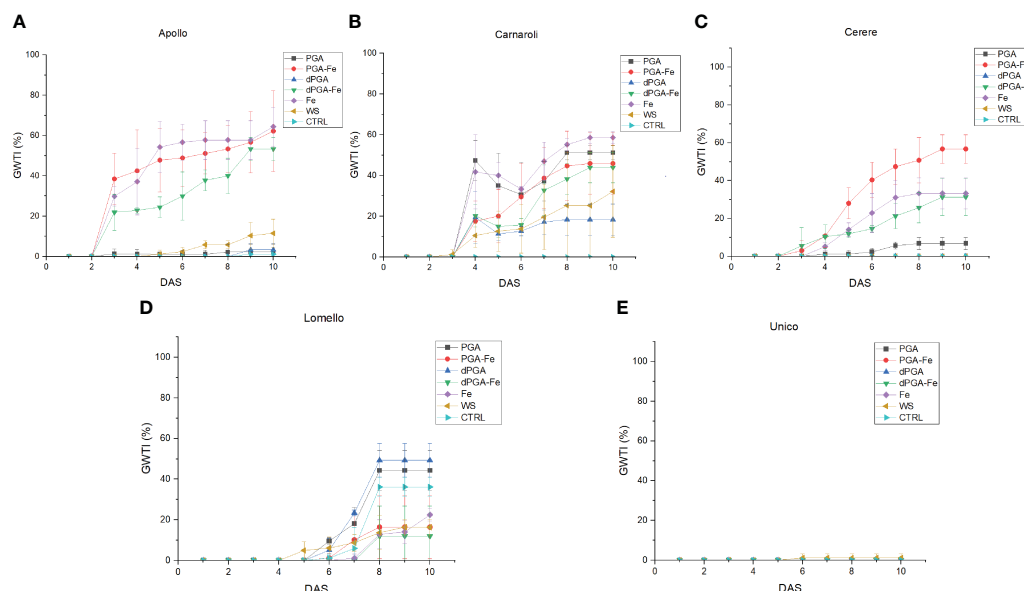 A
Apollo
100
80
60
40
20
0
GWTI (%)
0 2 4 6 8 10
DAS
PGA
PGA-Fe
dPGA
dPGA-Fe
Fe
WS
CTRL
B
Carnaroli
100
80
60
40
20
0
GWTI (%)
0 2 4 6 8 10
DAS
PGA
PGA-Fe
dPGA
dPGA-Fe
Fe
WS
CTRL
C
Cerere
100
80
60
40
20
0
GWTI (%)
0 2 4 6 8 10
DAS
PGA
PGA-F
dPGA
dPGA-
Fe
WS
CTRL
D
Lomello
100
80
60
40
20
0
GWTI (%)
0 2 4 6 8 10
DAS
PGA
PGA-Fe
dPGA
dPGA-Fe
Fe
WS
CTRL
E
Unico
100
80
60
40
20
0
GWTI (%)
0 2 4 6 8 10
DAS
PGA
PGA-Fe
dPGA
dPGA-Fe
Fe
WS
CTRL